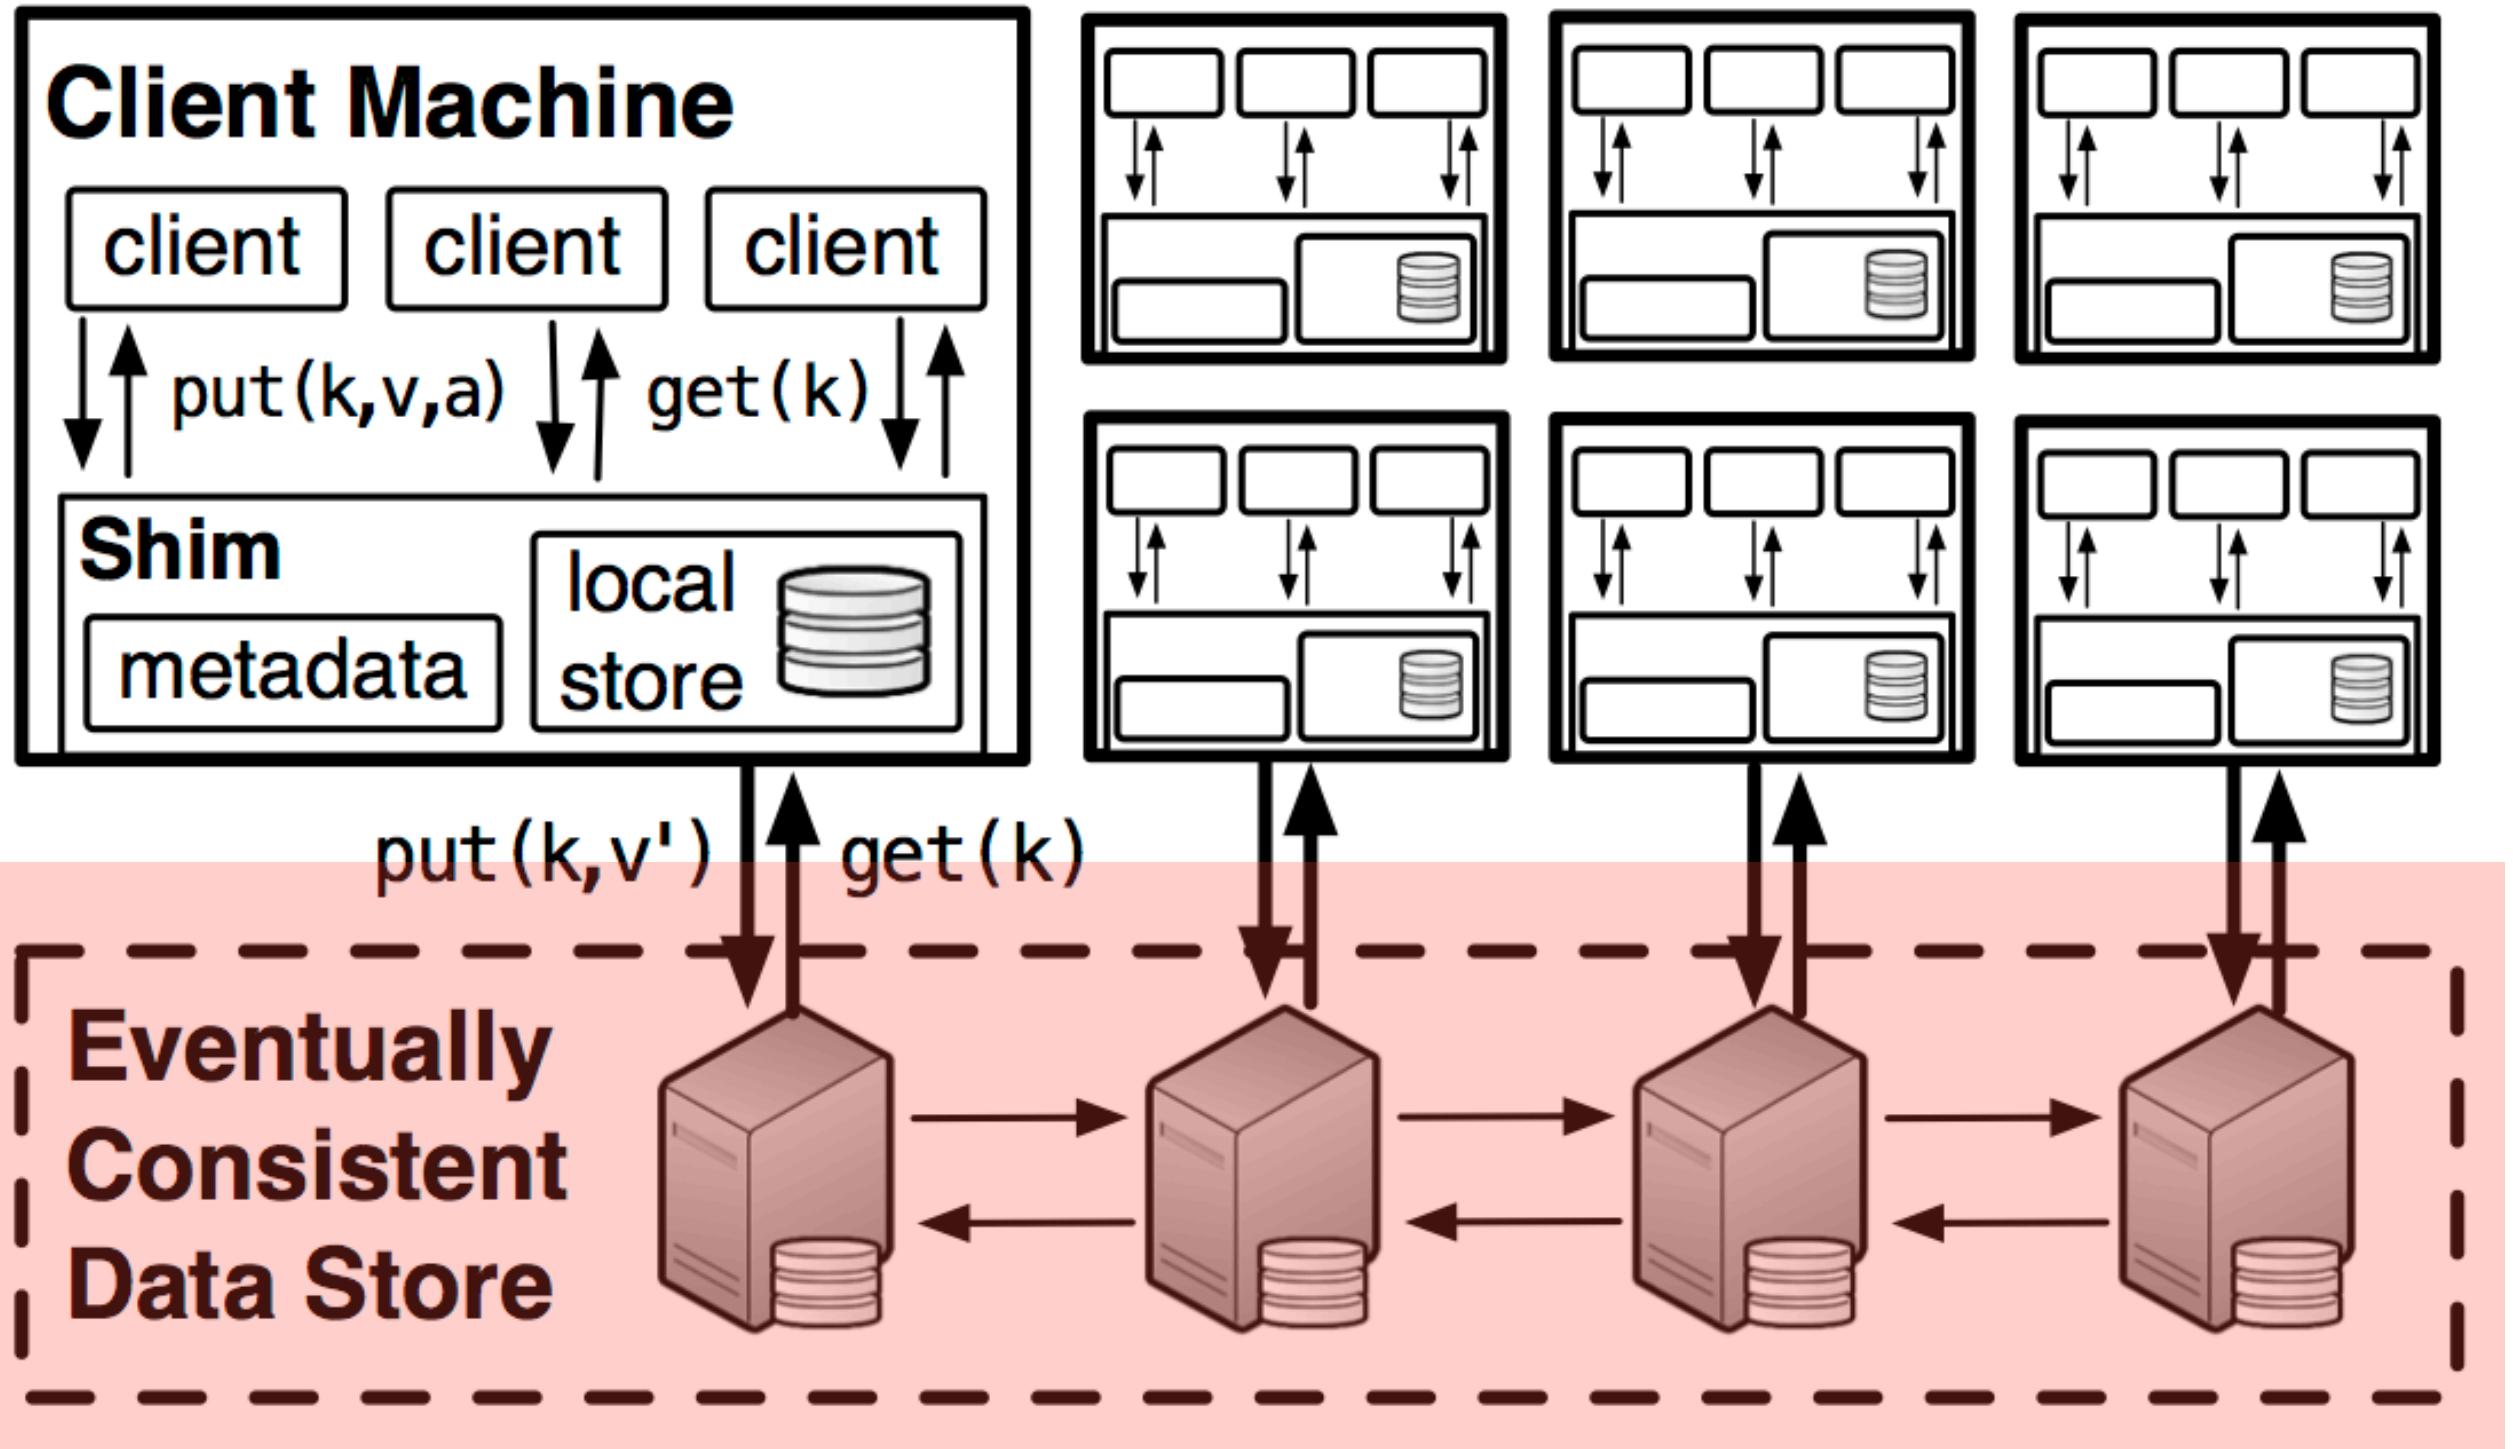 Client Machine
client client client
put(k,v,a) get(k)
Shim
local
store
metadata
put(k,v') get(k)
Eventually
Consistent
Data Store